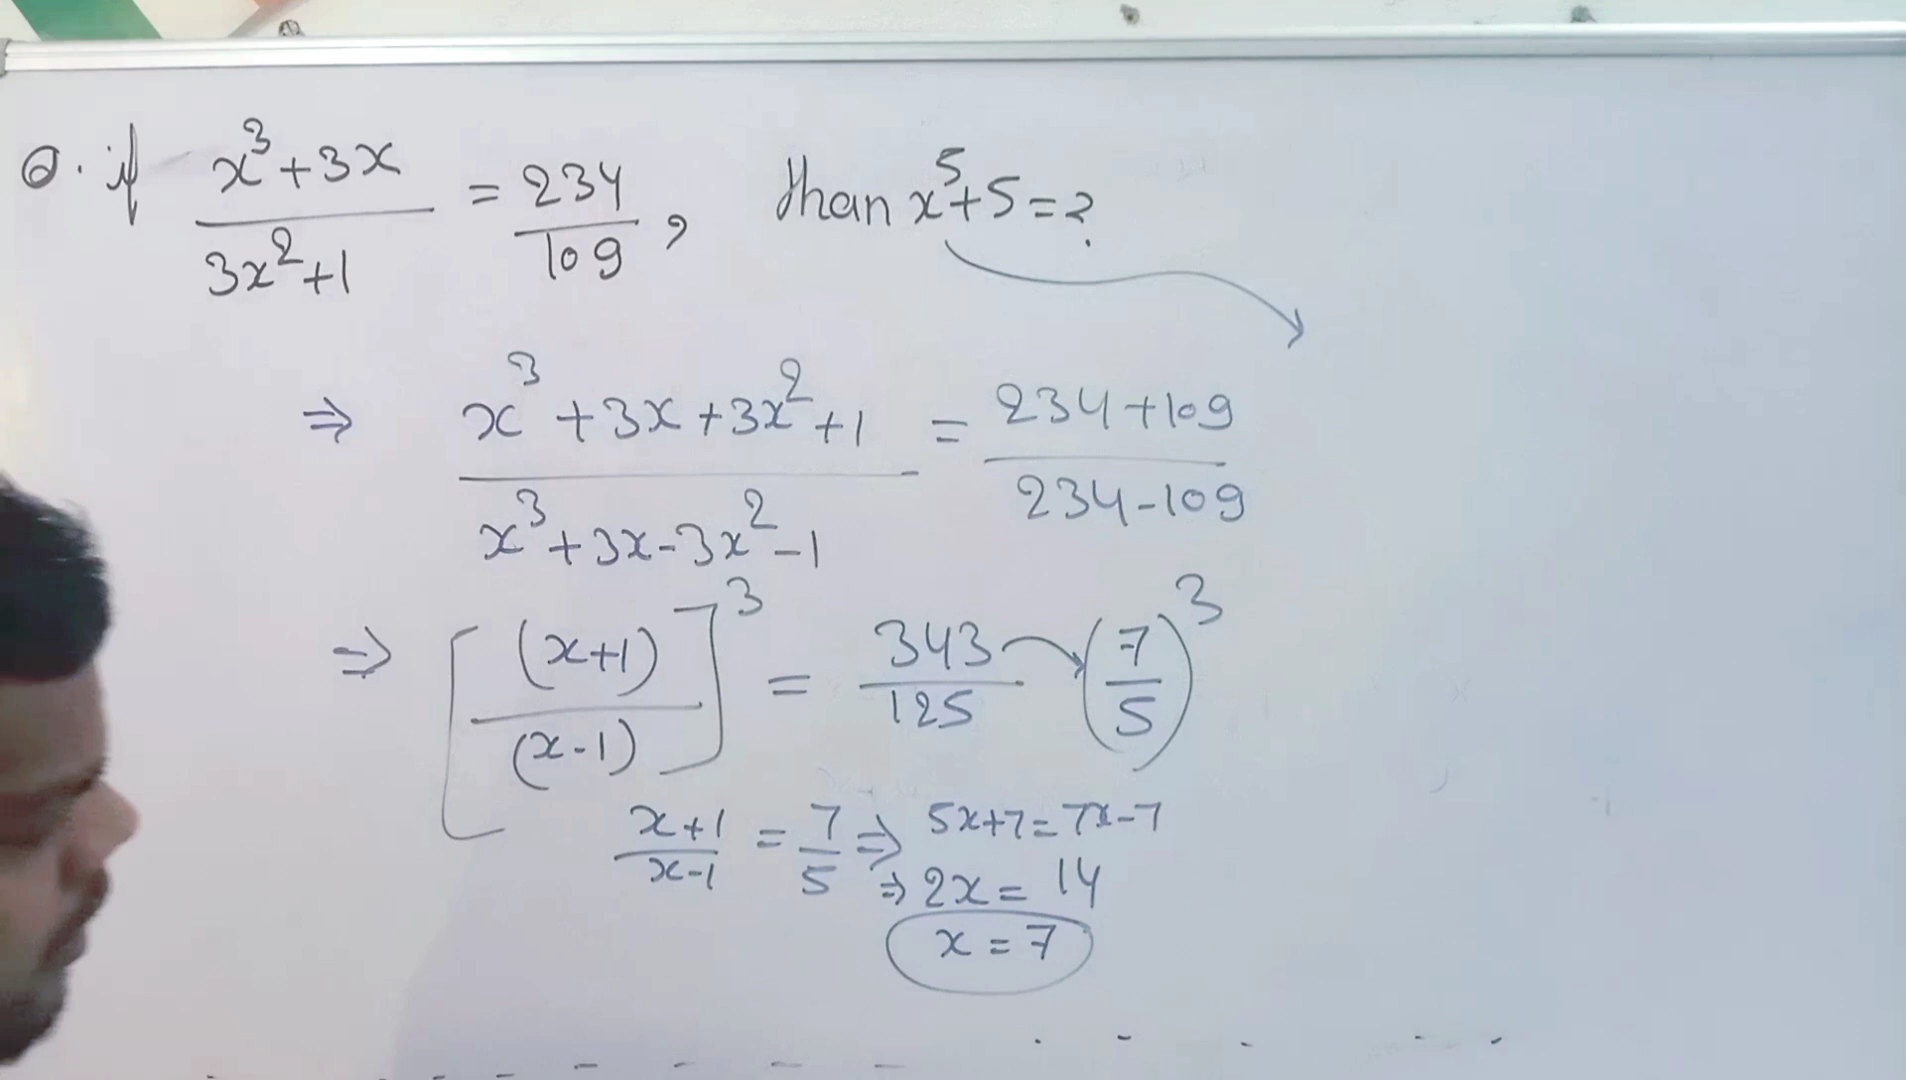 Q. if x³+3x / 3x²+1 = 234 / 109 , than x⁵+5=?
⇒ x³+3x+3x²+1 / x³+3x-3x²-1 = 234+109 / 234-109
⇒ [(x+1) / (x-1)]³ = 343 / 125 → (7/5)³
x+1 / x-1 = 7/5 ⇒ 5x+7=7x-7
⇒ 2x = 14
x = 7